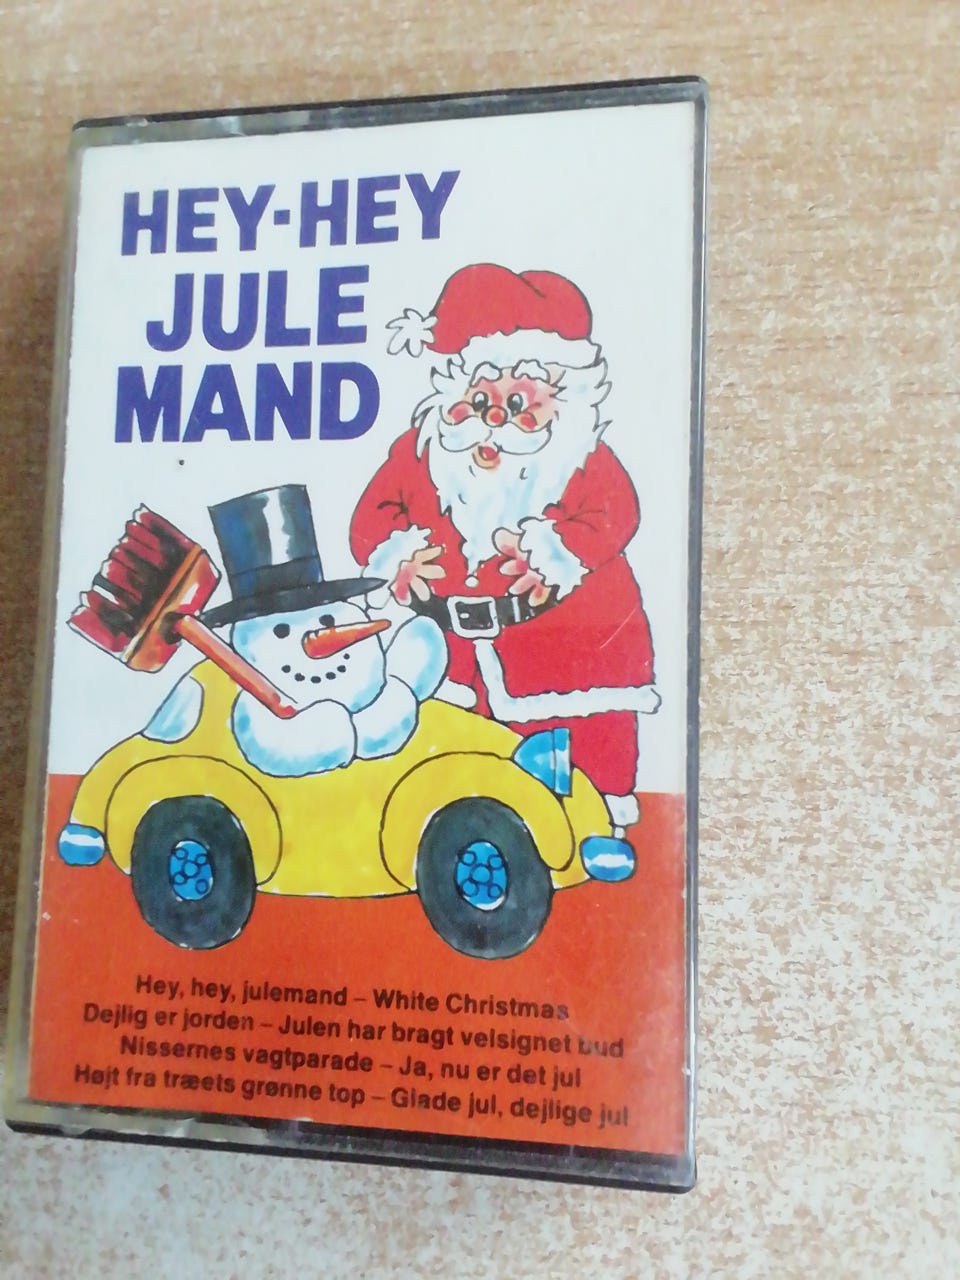 HEY-HEY
JULE
MAND
Hey, hey, julemand – White Christmas
Dejlig er jorden – Julen har bragt velsignet bud
Nissernes vagtparade – Ja, nu er det jul
Højt fra træets grønne top – Glade jul, dejlige jul